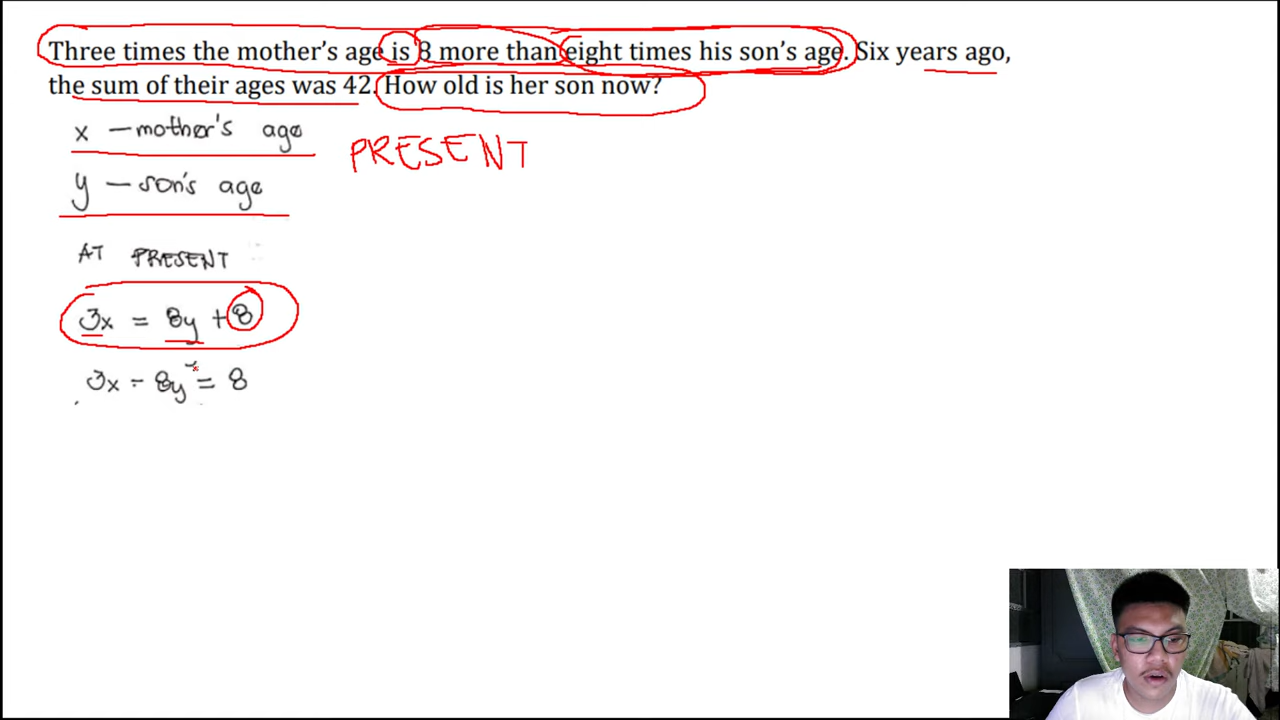 Three times the mother's age is 8 more than eight times his son's age. Six years ago,
the sum of their ages was 42. How old is her son now?
x — mother's age
PRESENT
y — son's age
AT PRESENT
3x = 8y + 8
3x - 8y = 8